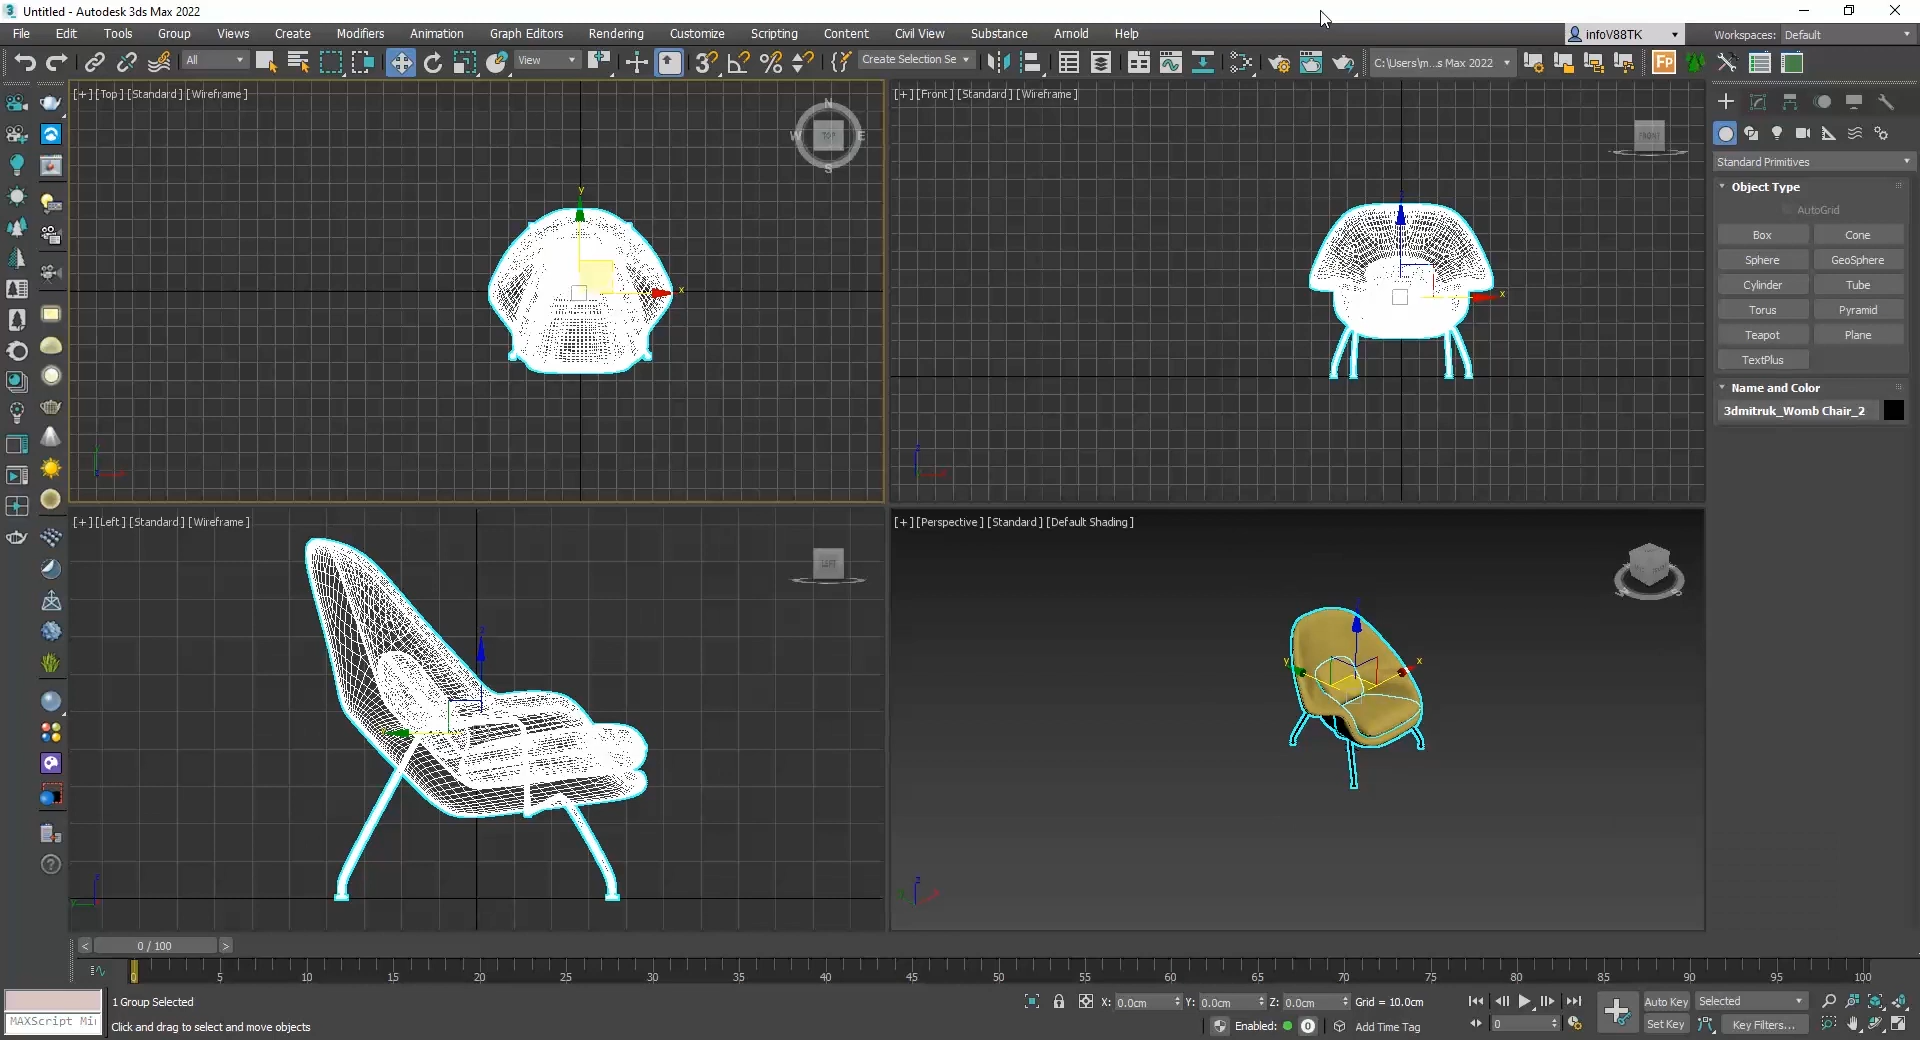 Untitled - Autodesk 3ds Max 2022
File Edit Tools Group Views Create Modifiers Animation Graph Editors Rendering Customize Scripting Content Civil View Substance Arnold Help
infoV88TK
Workspaces: Default
All
View
Create Selection Se
C:\Users\m...s Max 2022
[+] [Top] [Standard] [Wireframe]
N
W TOP E
S
y
x
[+] [Front] [Standard] [Wireframe]
FRONT
x
Standard Primitives
Object Type
AutoGrid
Box Cone
Sphere GeoSphere
Cylinder Tube
Torus Pyramid
Teapot Plane
TextPlus
Name and Color
3dmitruk_Womb Chair_2
[+] [Left] [Standard] [Wireframe]
LEFT
z
[+] [Perspective] [Standard] [Default Shading]
y x
z
< 0 / 100 >
0 5 10 15 20 25 30 35 40 45 50 55 60 65 70 75 80 85 90 95 100
1 Group Selected
X: 0.0cm Y: 0.0cm Z: 0.0cm Grid = 10.0cm
Auto Key Selected
MAXScript Mi
Click and drag to select and move objects
Enabled: 0 Add Time Tag
0
Set Key Key Filters...